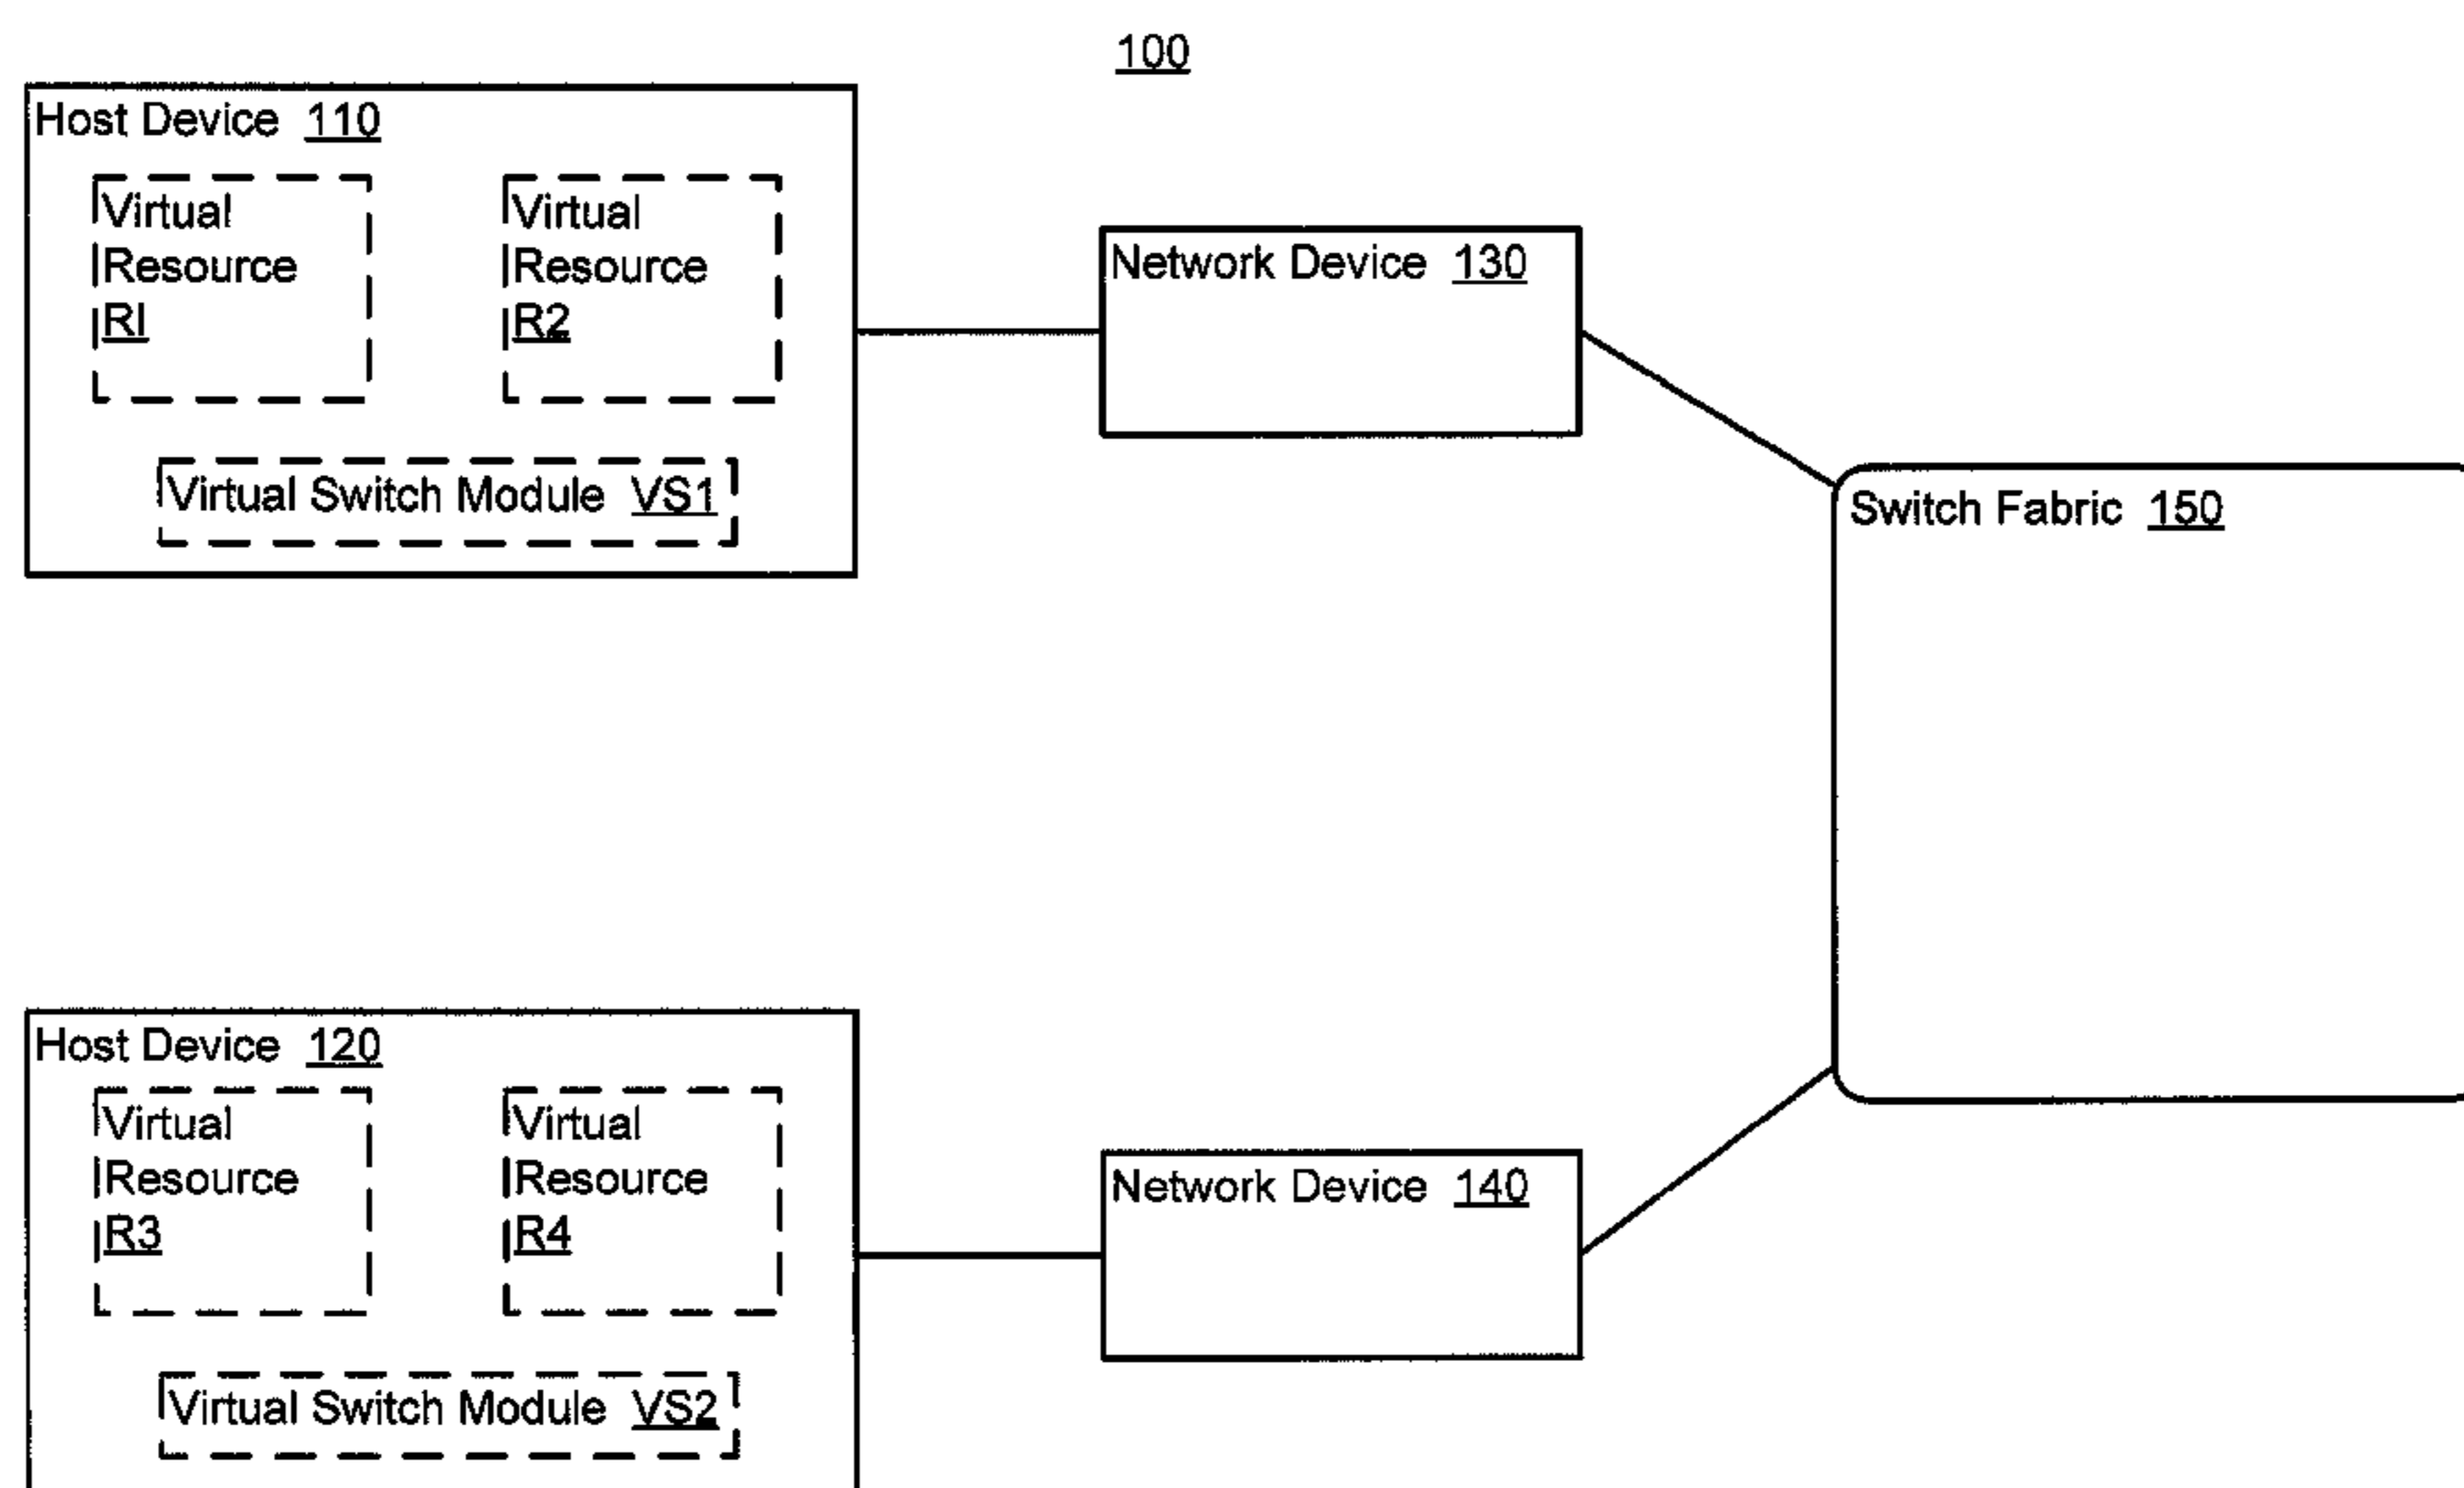 100
Host Device 110
Virtual
Resource
RI
Virtual
Resource
R2
Virtual Switch Module VS1
Network Device 130
Switch Fabric 150
Host Device 120
Virtual
Resource
R3
Virtual
Resource
R4
Virtual Switch Module VS2
Network Device 140